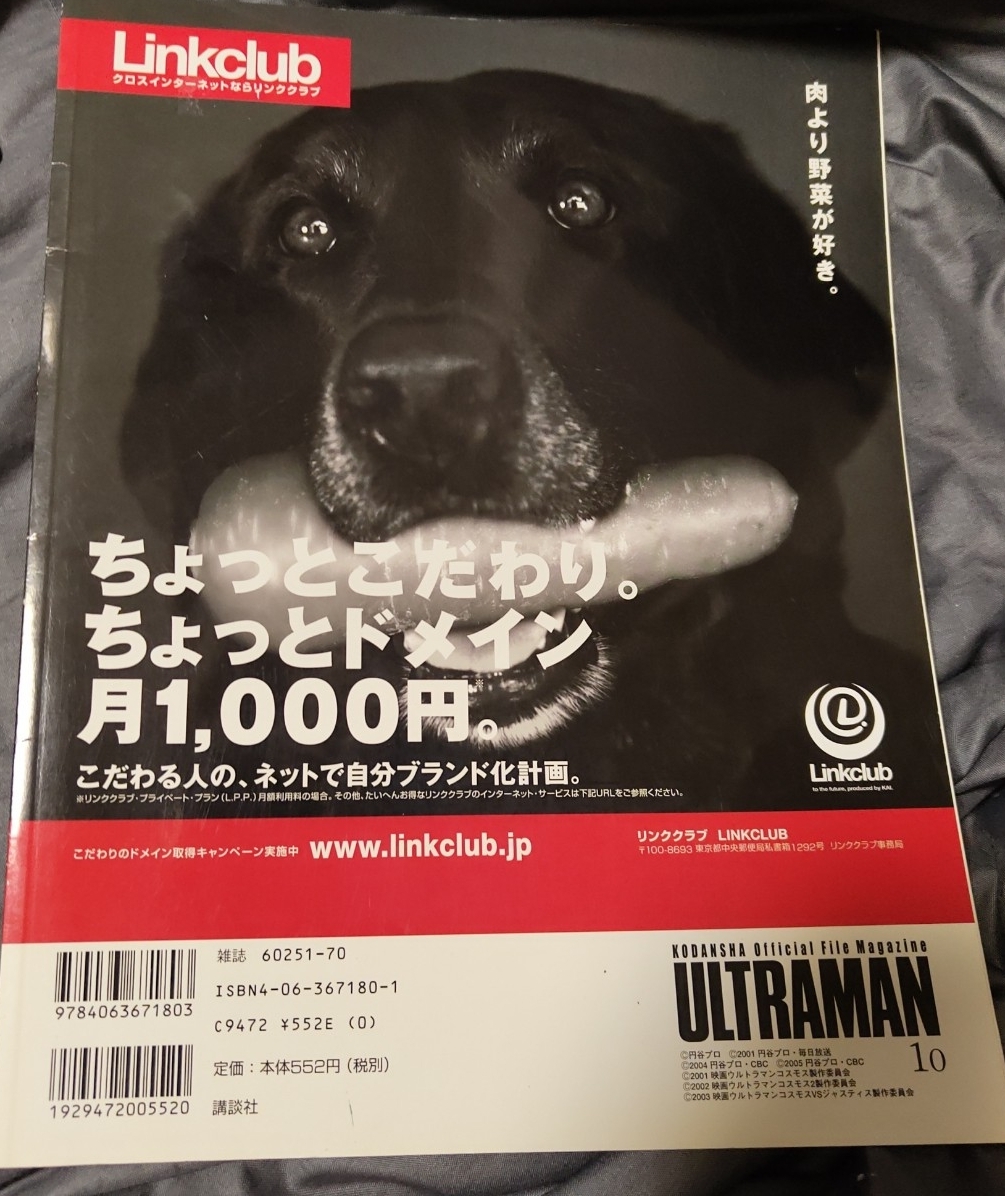 Linkclub
クロスインターネットならリンククラブ
肉より野菜が好き。
ちょっとこだわり。
ちょっとドメイン
月1,000円※。
こだわる人の、ネットで自分ブランド化計画。
※リンククラブ・プライベート・プラン(L.P.P.)月額利用料の場合。その他、たいへんお得なリンククラブのインターネット・サービスは下記URLをご参照ください。
Linkclub
to the future, produced by KAI.
こだわりのドメイン取得キャンペーン実施中 www.linkclub.jp
リンククラブ LINKCLUB
〒100-8693 東京都中央郵便局私書箱1292号 リンククラブ事務局
9784063671803
1929472005520
雑誌 60251-70
ISBN4-06-367180-1
C9472 ¥552E (0)
定価:本体552円(税別)
講談社
KODANSHA Official File Magazine
ULTRAMAN
10
©円谷プロ ©2001 円谷プロ・毎日放送
©2004 円谷プロ・CBC ©2005 円谷プロ・CBC
©2001 映画ウルトラマンコスモス製作委員会
©2002 映画ウルトラマンコスモス2製作委員会
©2003 映画ウルトラマンコスモスVSジャスティス製作委員会